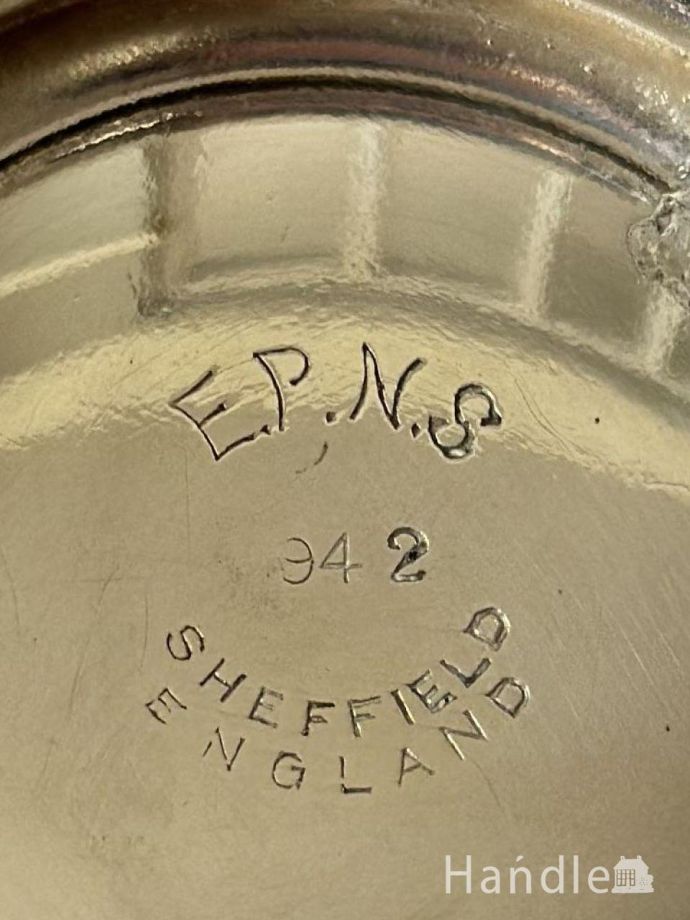 E.P.N.S
942
SHEFFIELD
ENGLAND
Handle